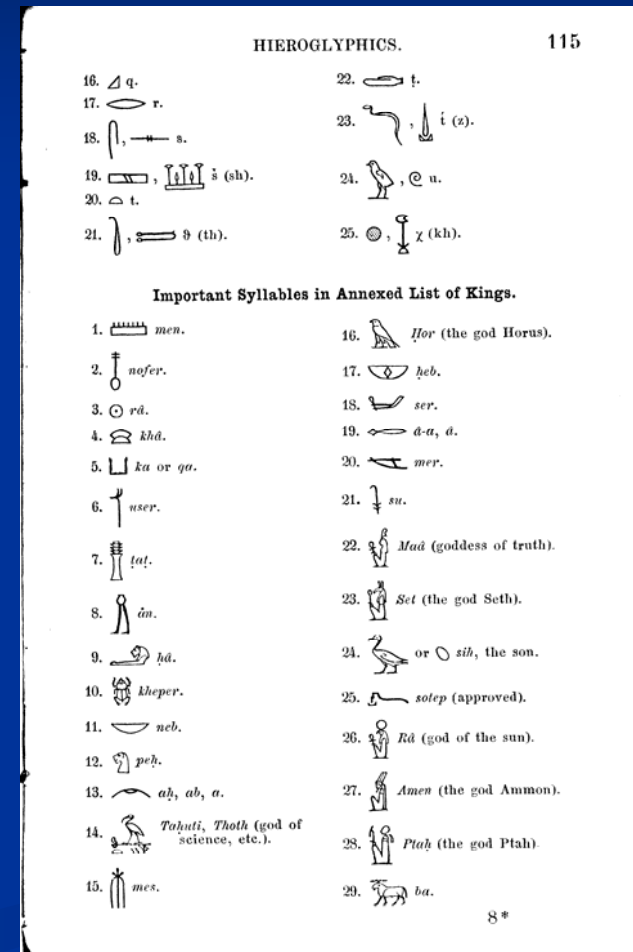 HIEROGLYPHICS. 115
16. q.
17. r.
18. , s.
19. , ṡ (sh).
20. t.
21. , ϑ (th).
22. ṭ.
23. , (z).
24. , u.
25. , χ (kh).
Important Syllables in Annexed List of Kings.
1. men.
2. nofer.
3. râ.
4. khâ.
5. ka or qa.
6. user.
7. ṭaṭ.
8. ȧn.
9. ḥâ.
10. kheper.
11. neb.
12. peḥ.
13. aḥ, ab, a.
14. Taḥuti, Thoth (god of
science, etc.).
15. mes.
16. Ḥor (the god Horus).
17. ḥeb.
18. ser.
19. â-a, â.
20. mer.
21. su.
22. Maâ (goddess of truth).
23. Set (the god Seth).
24. or sih, the son.
25. sotep (approved).
26. Râ (god of the sun).
27. Amen (the god Ammon).
28. Ptaḥ (the god Ptah)
29. ba.
8*